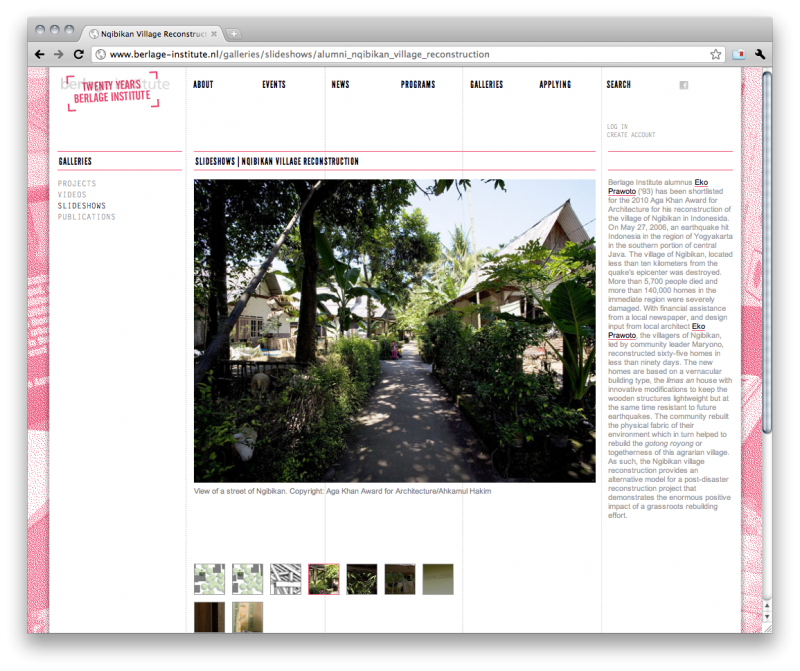 Nqibikan Village Reconstruct
www.berlage-institute.nl/galleries/slideshows/alumni_nqibikan_village_reconstruction
TWENTY YEARS
BERLAGE INSTITUTE
ABOUT
EVENTS
NEWS
PROGRAMS
GALLERIES
APPLYING
SEARCH
LOG IN
CREATE ACCOUNT
GALLERIES
PROJECTS
VIDEOS
SLIDESHOWS
PUBLICATIONS
SLIDESHOWS | NQIBIKAN VILLAGE RECONSTRUCTION
View of a street of Ngibikan. Copyright: Aga Khan Award for Architecture/Ahkamul Hakim
Berlage Institute alumnus Eko
Prawoto ('93) has been shortlisted
for the 2010 Aga Khan Award for
Architecture for his reconstruction of
the village of Ngibikan in Indonesida.
On May 27, 2006, an earthquake hit
Indonesia in the region of Yogyakarta
in the southern portion of central
Java. The village of Ngibikan, located
less than ten kilometers from the
quake's epicenter was destroyed.
More than 5,700 people died and
more than 140,000 homes in the
immediate region were severely
damaged. With financial assistance
from a local newspaper, and design
input from local architect Eko
Prawoto, the villagers of Ngibikan,
led by community leader Maryono,
reconstructed sixty-five homes in
less than ninety days. The new
homes are based on a vernacular
building type, the limas an house with
innovative modifications to keep the
wooden structures lightweight but at
the same time resistant to future
earthquakes. The community rebuilt
the physical fabric of their
environment which in turn helped to
rebuild the gotong royong or
togetherness of this agrarian village.
As such, the Ngibikan village
reconstruction provides an
alternative model for a post-disaster
reconstruction project that
demonstrates the enormous positive
impact of a grassroots rebuilding
effort.